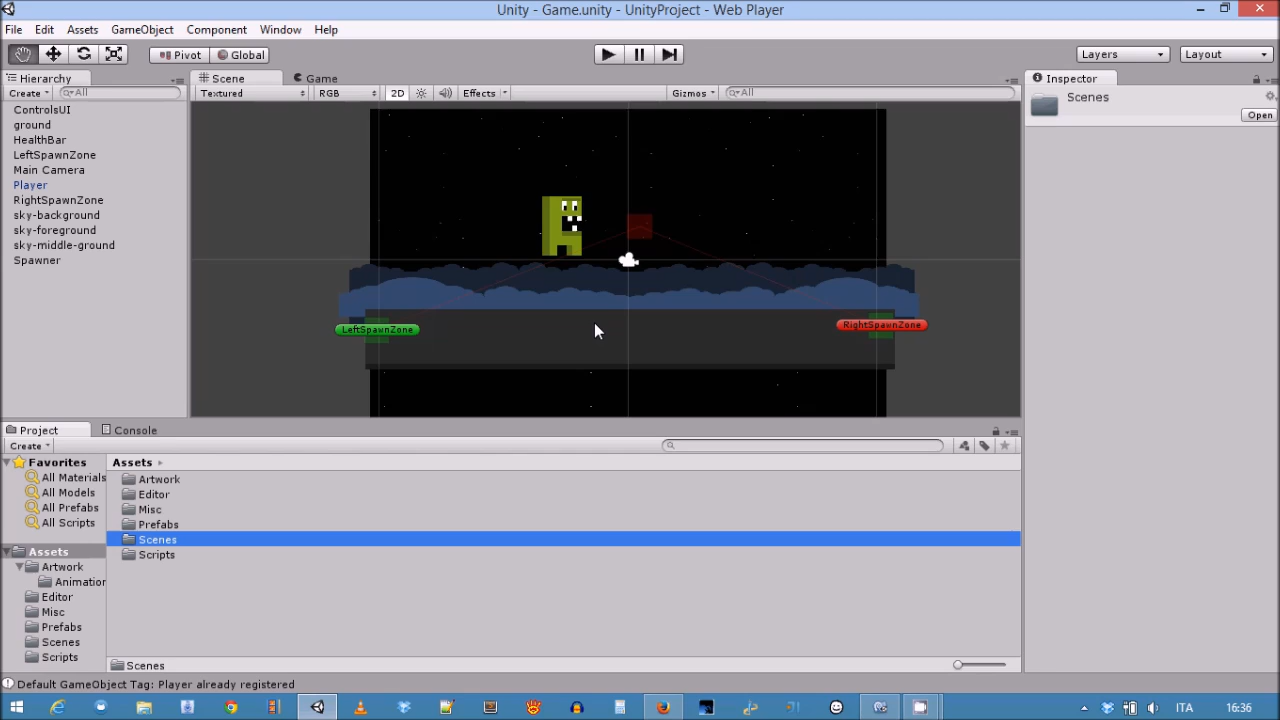 Unity - Game.unity - UnityProject - Web Player
File Edit Assets GameObject Component Window Help
Pivot Global Layers Layout
Hierarchy
Create All
ControlsUI
ground
HealthBar
LeftSpawnZone
Main Camera
Player
RightSpawnZone
sky-background
sky-foreground
sky-middle-ground
Spawner
Scene Game
Textured RGB 2D Effects Gizmos All
LeftSpawnZone RightSpawnZone
Inspector
Scenes
Open
Project Console
Create
Favorites
All Materials
All Models
All Prefabs
All Scripts
Assets
Artwork
Animation
Editor
Misc
Prefabs
Scenes
Scripts
Assets
Artwork
Editor
Misc
Prefabs
Scenes
Scripts
Scenes
Default GameObject Tag: Player already registered
ITA 16:36